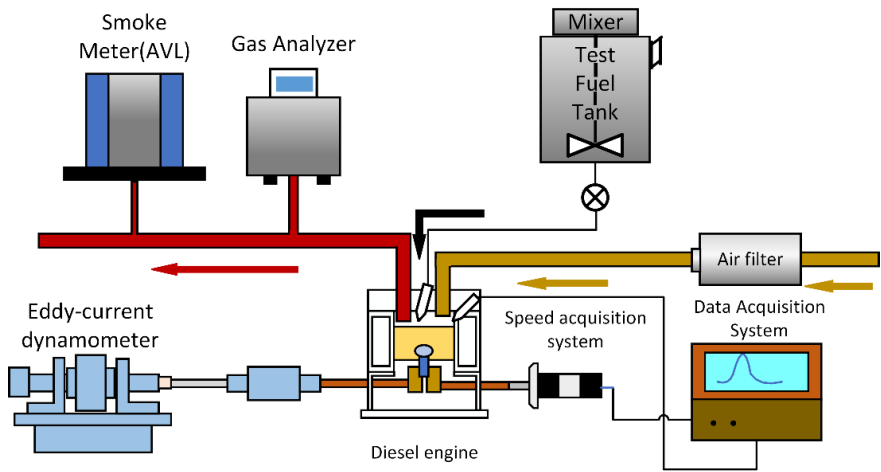 Smoke
Meter(AVL)
Gas Analyzer
Mixer
Test
Fuel
Tank
Air filter
Eddy-current
dynamometer
Speed acquisition
system
Data Acquisition
System
Diesel engine